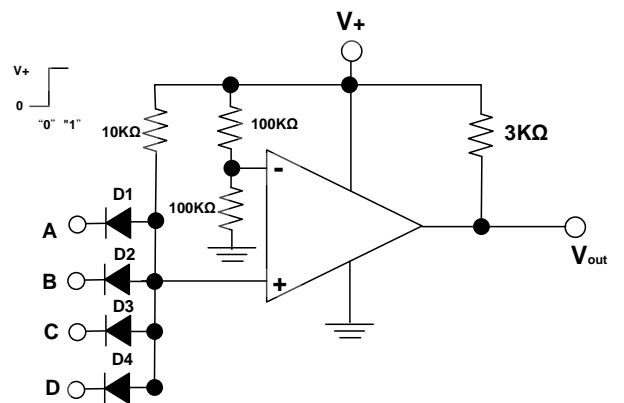 V+
V+
0
“0” "1"
10KΩ
100KΩ
3KΩ
-
100KΩ
D1
A
D2
B
+
Vout
D3
C
D4
D